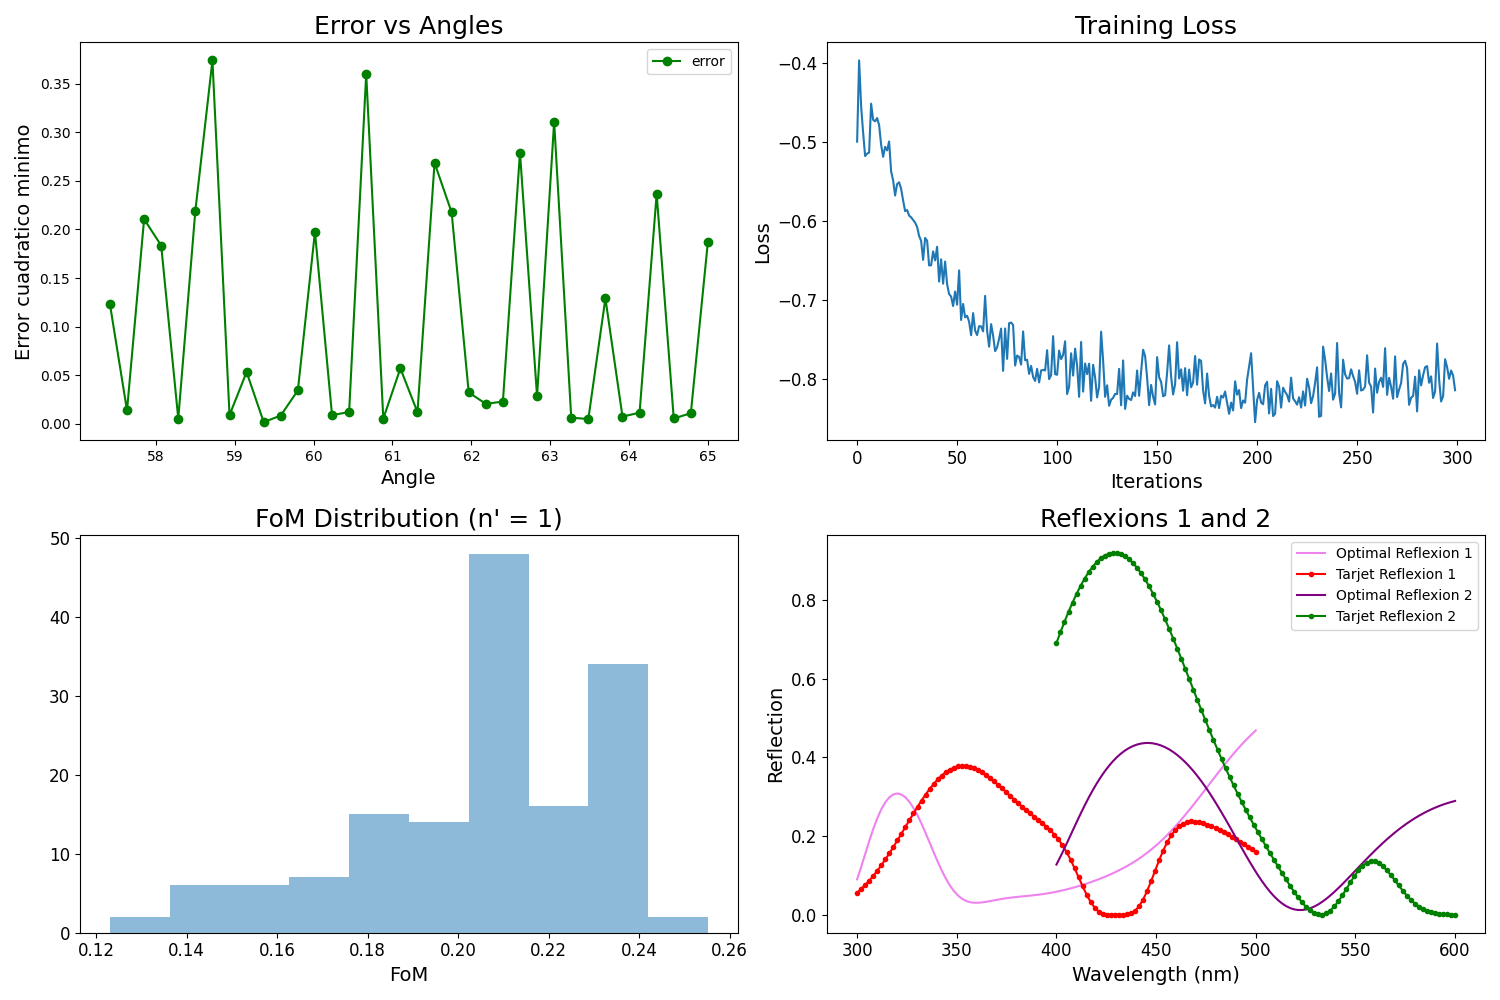 Error vs Angles
error
Error cuadratico minimo
0.35
0.30
0.25
0.20
0.15
0.10
0.05
0.00
58 59 60 61 62 63 64 65
Angle
Training Loss
Loss
−0.4
−0.5
−0.6
−0.7
−0.8
0 50 100 150 200 250 300
Iterations
FoM Distribution (n' = 1)
50
40
30
20
10
0
0.12 0.14 0.16 0.18 0.20 0.22 0.24 0.26
FoM
Reflexions 1 and 2
Optimal Reflexion 1
Tarjet Reflexion 1
Optimal Reflexion 2
Tarjet Reflexion 2
Reflection
0.8
0.6
0.4
0.2
0.0
300 350 400 450 500 550 600
Wavelength (nm)